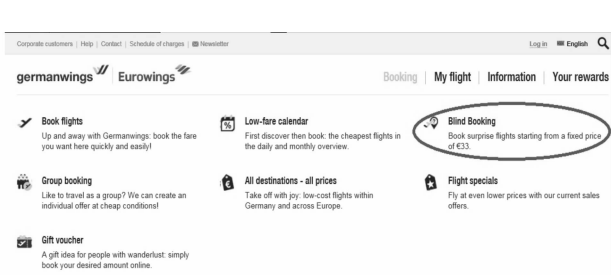 Corporate customers | Help | Contact | Schedule of charges | Newsletter
Log in English
germanwings Eurowings
Booking | My flight | Information | Your rewards
Book flights
Up and away with Germanwings: book the fare
you want here quickly and easily!
Low-fare calendar
First discover then book: the cheapest flights in
the daily and monthly overview.
Blind Booking
Book surprise flights starting from a fixed price
of €33.
Group booking
Like to travel as a group? We can create an
individual offer at cheap conditions!
All destinations - all prices
Take off with joy: low-cost flights within
Germany and across Europe.
Flight specials
Fly at even lower prices with our current sales
offers.
Gift voucher
A gift idea for people with wanderlust: simply
book your desired amount online.